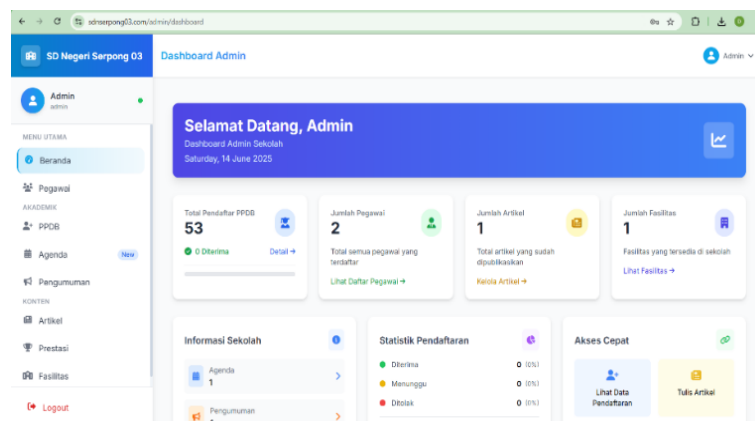 sdnserpong03.com/admin/dashboard
SD Negeri Serpong 03
Dashboard Admin
Admin
Admin
admin
MENU UTAMA
Beranda
Pegawai
AKADEMIK
PPDB
Agenda
New
Pengumuman
KONTEN
Artikel
Prestasi
Fasilitas
Logout
Selamat Datang, Admin
Dashboard Admin Sekolah
Saturday, 14 June 2025
Total Pendaftar PPDB
53
0 Diterima
Detail →
Jumlah Pegawai
2
Total semua pegawai yang
terdaftar
Lihat Daftar Pegawai →
Jumlah Artikel
1
Total artikel yang sudah
dipublikasikan
Kelola Artikel →
Jumlah Fasilitas
1
Fasilitas yang tersedia di sekolah
Lihat Fasilitas →
Informasi Sekolah
Agenda
1
Pengumuman
Statistik Pendaftaran
Diterima 0 (0%)
Menunggu 0 (0%)
Ditolak 0 (0%)
Akses Cepat
Lihat Data
Pendaftaran
Tulis Artikel